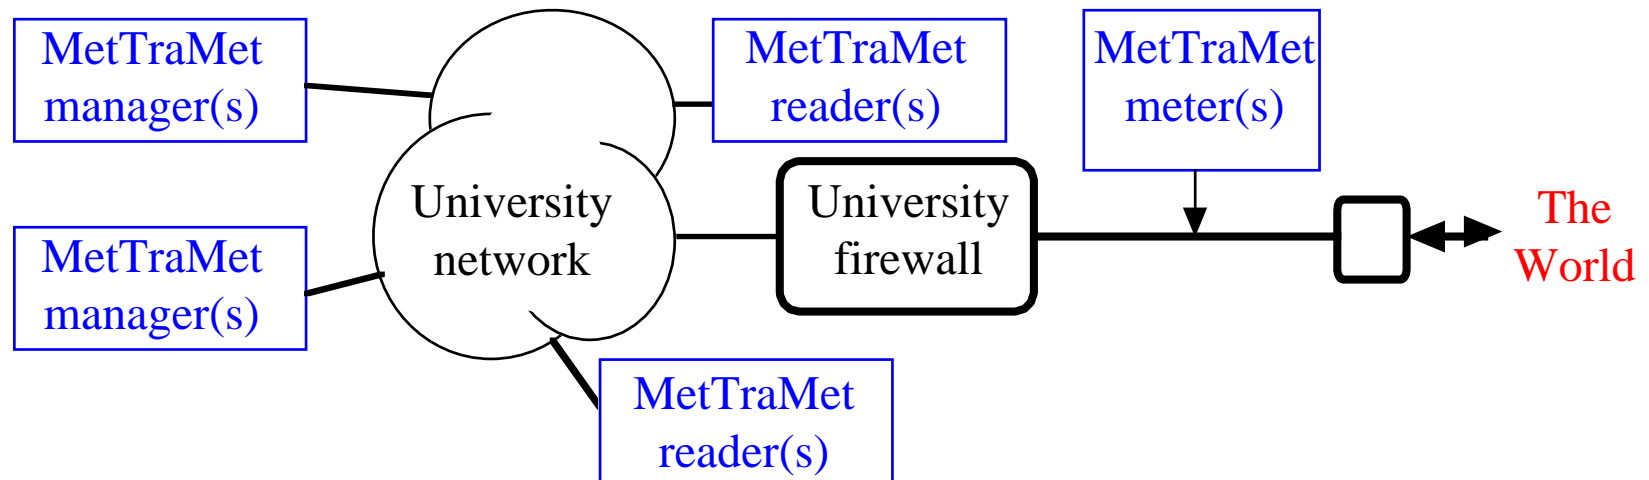 MetTraMet
manager(s)
MetTraMet
reader(s)
MetTraMet
meter(s)
University
network
University
firewall
The
World
MetTraMet
manager(s)
MetTraMet
reader(s)